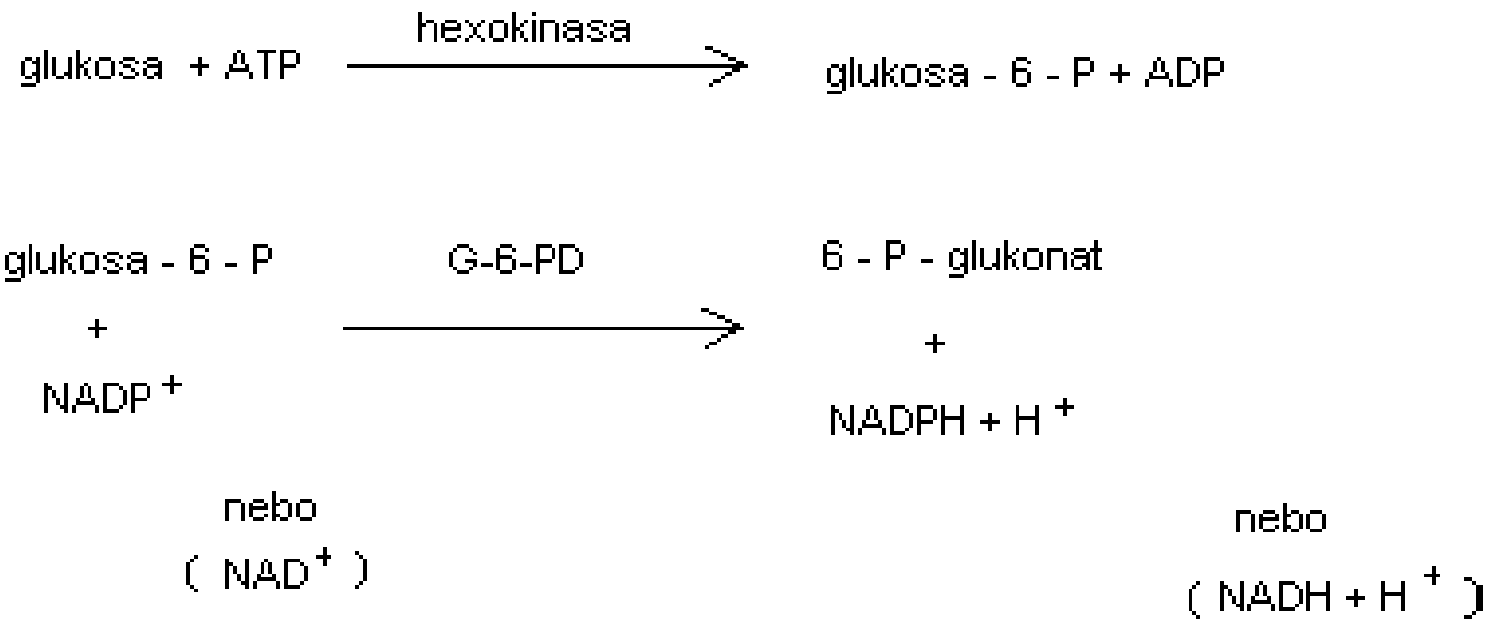 hexokinasa
glukosa + ATP glukosa - 6 - P + ADP
glukosa - 6 - P G-6-PD 6 - P - glukonat
+ +
NADP + NADPH + H +
nebo nebo
( NAD + ) ( NADH + H + )